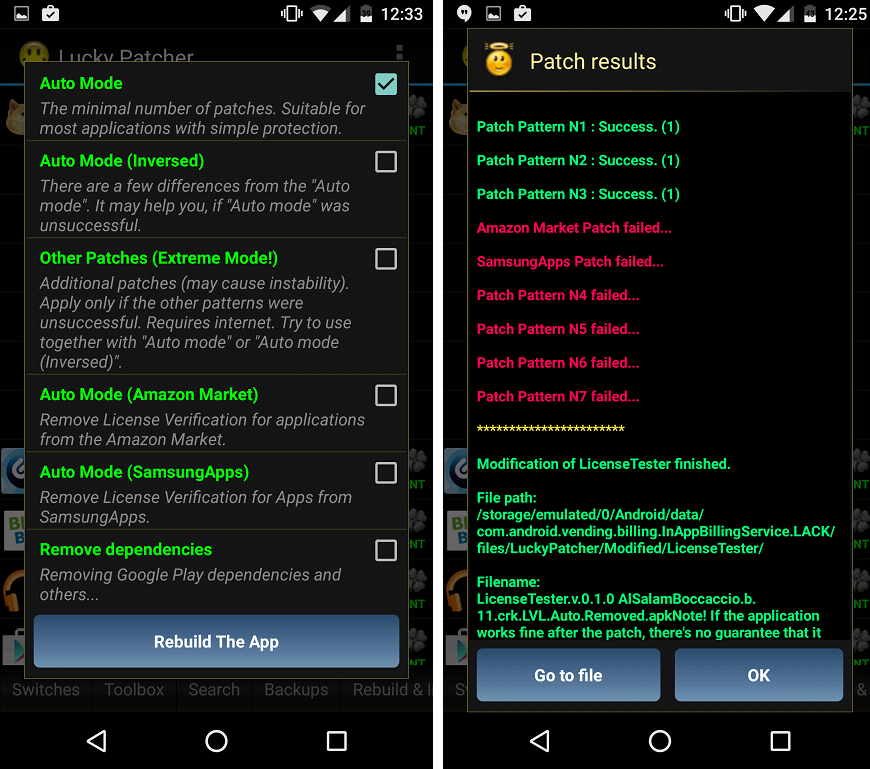 12:33
Lucky Patcher
Auto Mode
The minimal number of patches. Suitable for
most applications with simple protection.
Auto Mode (Inversed)
There are a few differences from the "Auto
mode". It may help you, if "Auto mode" was
unsuccessful.
Other Patches (Extreme Mode!)
Additional patches (may cause instability).
Apply only if the other patterns were
unsuccessful. Requires internet. Try to use
together with "Auto mode" or "Auto mode
(Inversed)".
Auto Mode (Amazon Market)
Remove License Verification for applications
from the Amazon Market.
Auto Mode (SamsungApps)
Remove License Verification for Apps from
SamsungApps.
Remove dependencies
Removing Google Play dependencies and
others...
Rebuild The App
Switches Toolbox Search Backups Rebuild & I
12:25
Patch results
Patch Pattern N1 : Success. (1)
Patch Pattern N2 : Success. (1)
Patch Pattern N3 : Success. (1)
Amazon Market Patch failed...
SamsungApps Patch failed...
Patch Pattern N4 failed...
Patch Pattern N5 failed...
Patch Pattern N6 failed...
Patch Pattern N7 failed...
***********************
Modification of LicenseTester finished.
File path:
/storage/emulated/0/Android/data/
com.android.vending.billing.InAppBillingService.LACK/
files/LuckyPatcher/Modified/LicenseTester/
Filename:
LicenseTester.v.0.1.0 AlSalamBoccaccio.b.
11.crk.LVL.Auto.Removed.apkNote! If the application
works fine after the patch, there's no guarantee that it
Go to file
OK